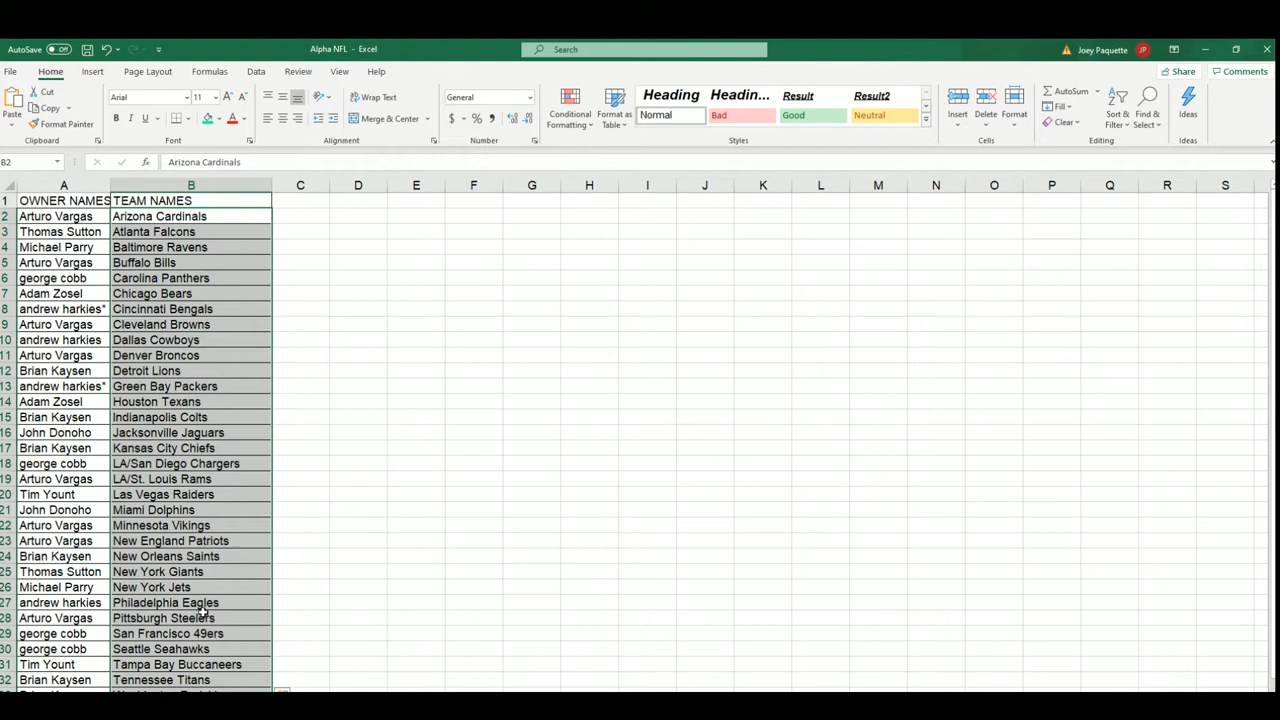 AutoSave Off Alpha NFL - Excel Search Joey Paquette JP
File Home Insert Page Layout Formulas Data Review View Help Share Comments
Paste Cut Copy Format Painter Clipboard
Arial 11 A A B I U A Font
Wrap Text Merge & Center Alignment
General $ % , Number
Conditional Formatting Format as Table
Heading Headin... Result Result2
Normal Bad Good Neutral
Styles
Insert Delete Format Cells
AutoSum Fill Clear Sort & Filter Find & Select Editing
Ideas Ideas
B2 fx Arizona Cardinals
A B C D E F G H I J K L M N O P Q R S
1 OWNER NAMES TEAM NAMES
2 Arturo Vargas Arizona Cardinals
3 Thomas Sutton Atlanta Falcons
4 Michael Parry Baltimore Ravens
5 Arturo Vargas Buffalo Bills
6 george cobb Carolina Panthers
7 Adam Zosel Chicago Bears
8 andrew harkies* Cincinnati Bengals
9 Arturo Vargas Cleveland Browns
10 andrew harkies Dallas Cowboys
11 Arturo Vargas Denver Broncos
12 Brian Kaysen Detroit Lions
13 andrew harkies* Green Bay Packers
14 Adam Zosel Houston Texans
15 Brian Kaysen Indianapolis Colts
16 John Donoho Jacksonville Jaguars
17 Brian Kaysen Kansas City Chiefs
18 george cobb LA/San Diego Chargers
19 Arturo Vargas LA/St. Louis Rams
20 Tim Yount Las Vegas Raiders
21 John Donoho Miami Dolphins
22 Arturo Vargas Minnesota Vikings
23 Arturo Vargas New England Patriots
24 Brian Kaysen New Orleans Saints
25 Thomas Sutton New York Giants
26 Michael Parry New York Jets
27 andrew harkies Philadelphia Eagles
28 Arturo Vargas Pittsburgh Steelers
29 george cobb San Francisco 49ers
30 george cobb Seattle Seahawks
31 Tim Yount Tampa Bay Buccaneers
32 Brian Kaysen Tennessee Titans